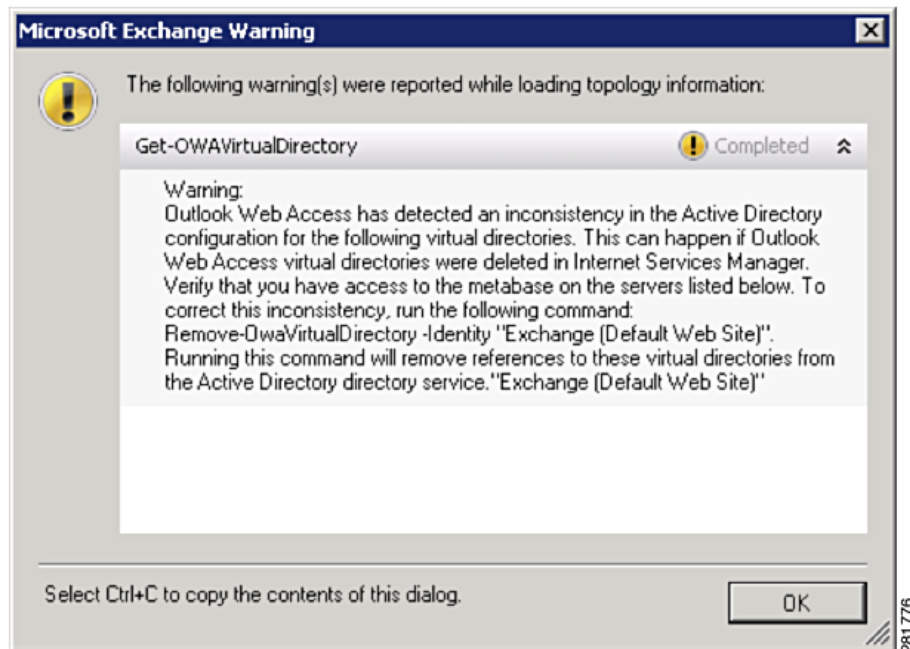 Microsoft Exchange Warning
The following warning(s) were reported while loading topology information:
Get-OWAVirtualDirectory
Completed
Warning:
Outlook Web Access has detected an inconsistency in the Active Directory
configuration for the following virtual directories. This can happen if Outlook
Web Access virtual directories were deleted in Internet Services Manager.
Verify that you have access to the metabase on the servers listed below. To
correct this inconsistency, run the following command:
Remove-OwaVirtualDirectory -Identity "Exchange (Default Web Site)".
Running this command will remove references to these virtual directories from
the Active Directory directory service."Exchange (Default Web Site)"
Select Ctrl+C to copy the contents of this dialog.
OK
281776